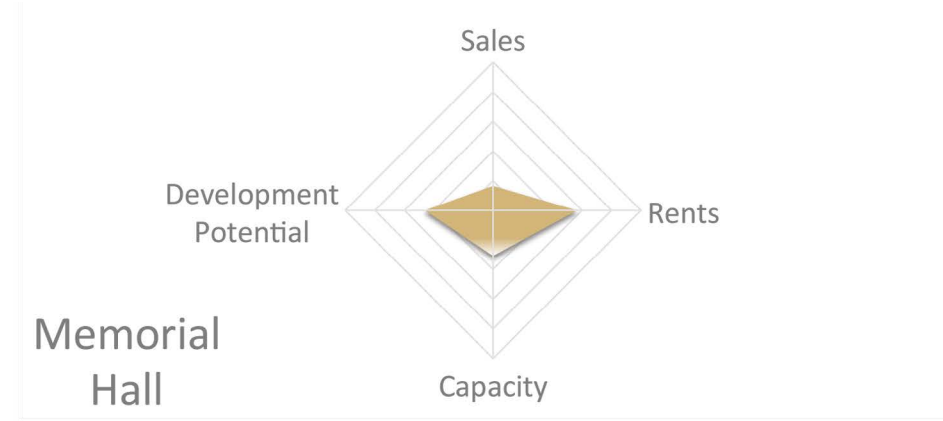 Sales
Development
Potential
Rents
Memorial
Hall
Capacity